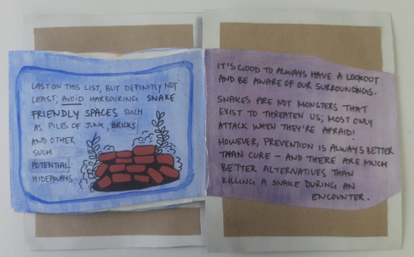 LAST ON THIS LIST, BUT DEFINITLY NOT
LEAST, AVOID HARBOURING SNAKE
FRIENDLY SPACES SUCH
AS PILES OF JUNK, BRICKS
AND OTHER
SUCH
POTENTIAL
HIDEAWAYS.
IT'S GOOD TO ALWAYS HAVE A LOOKOUT
AND BE AWARE OF OUR SURROUNDINGS.
SNAKES ARE NOT MONSTERS THAT
EXIST TO THREATEN US, MOST ONLY
ATTACK WHEN THEY'RE AFRAID!
HOWEVER, PREVENTION IS ALWAYS BETTER
THAN CURE – AND THERE ARE MUCH
BETTER ALTERNATIVES THAN
KILLING A SNAKE DURING AN
ENCOUNTER.